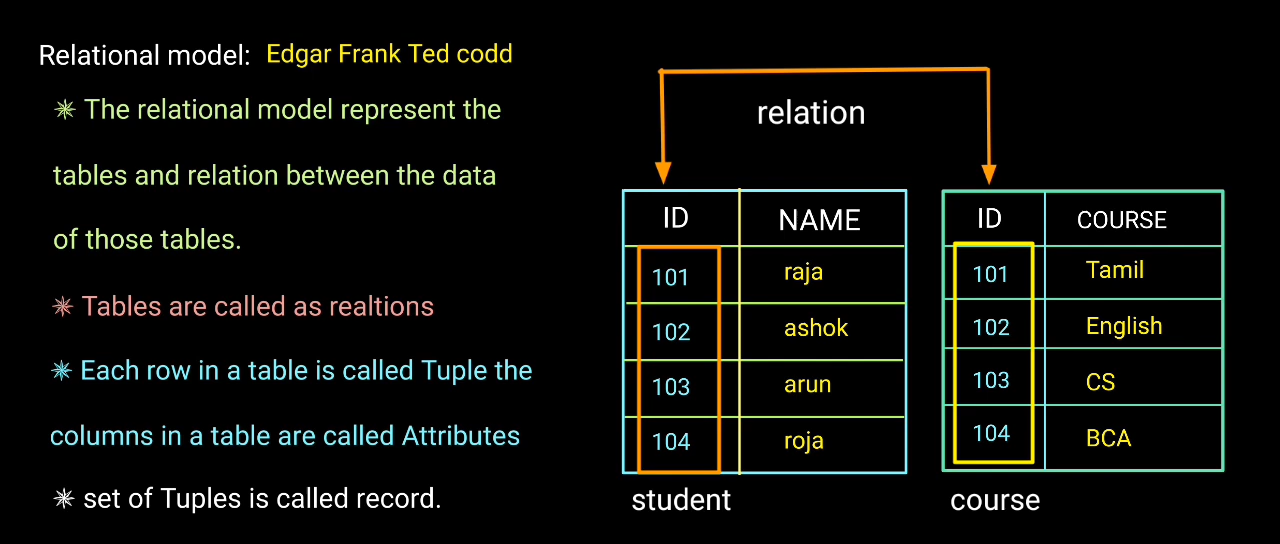 Relational model: Edgar Frank Ted codd
✳ The relational model represent the
tables and relation between the data
of those tables.
✳ Tables are called as realtions
✳ Each row in a table is called Tuple the
columns in a table are called Attributes
✳ set of Tuples is called record.
relation
ID NAME
101 raja
102 ashok
103 arun
104 roja
student
ID COURSE
101 Tamil
102 English
103 CS
104 BCA
course